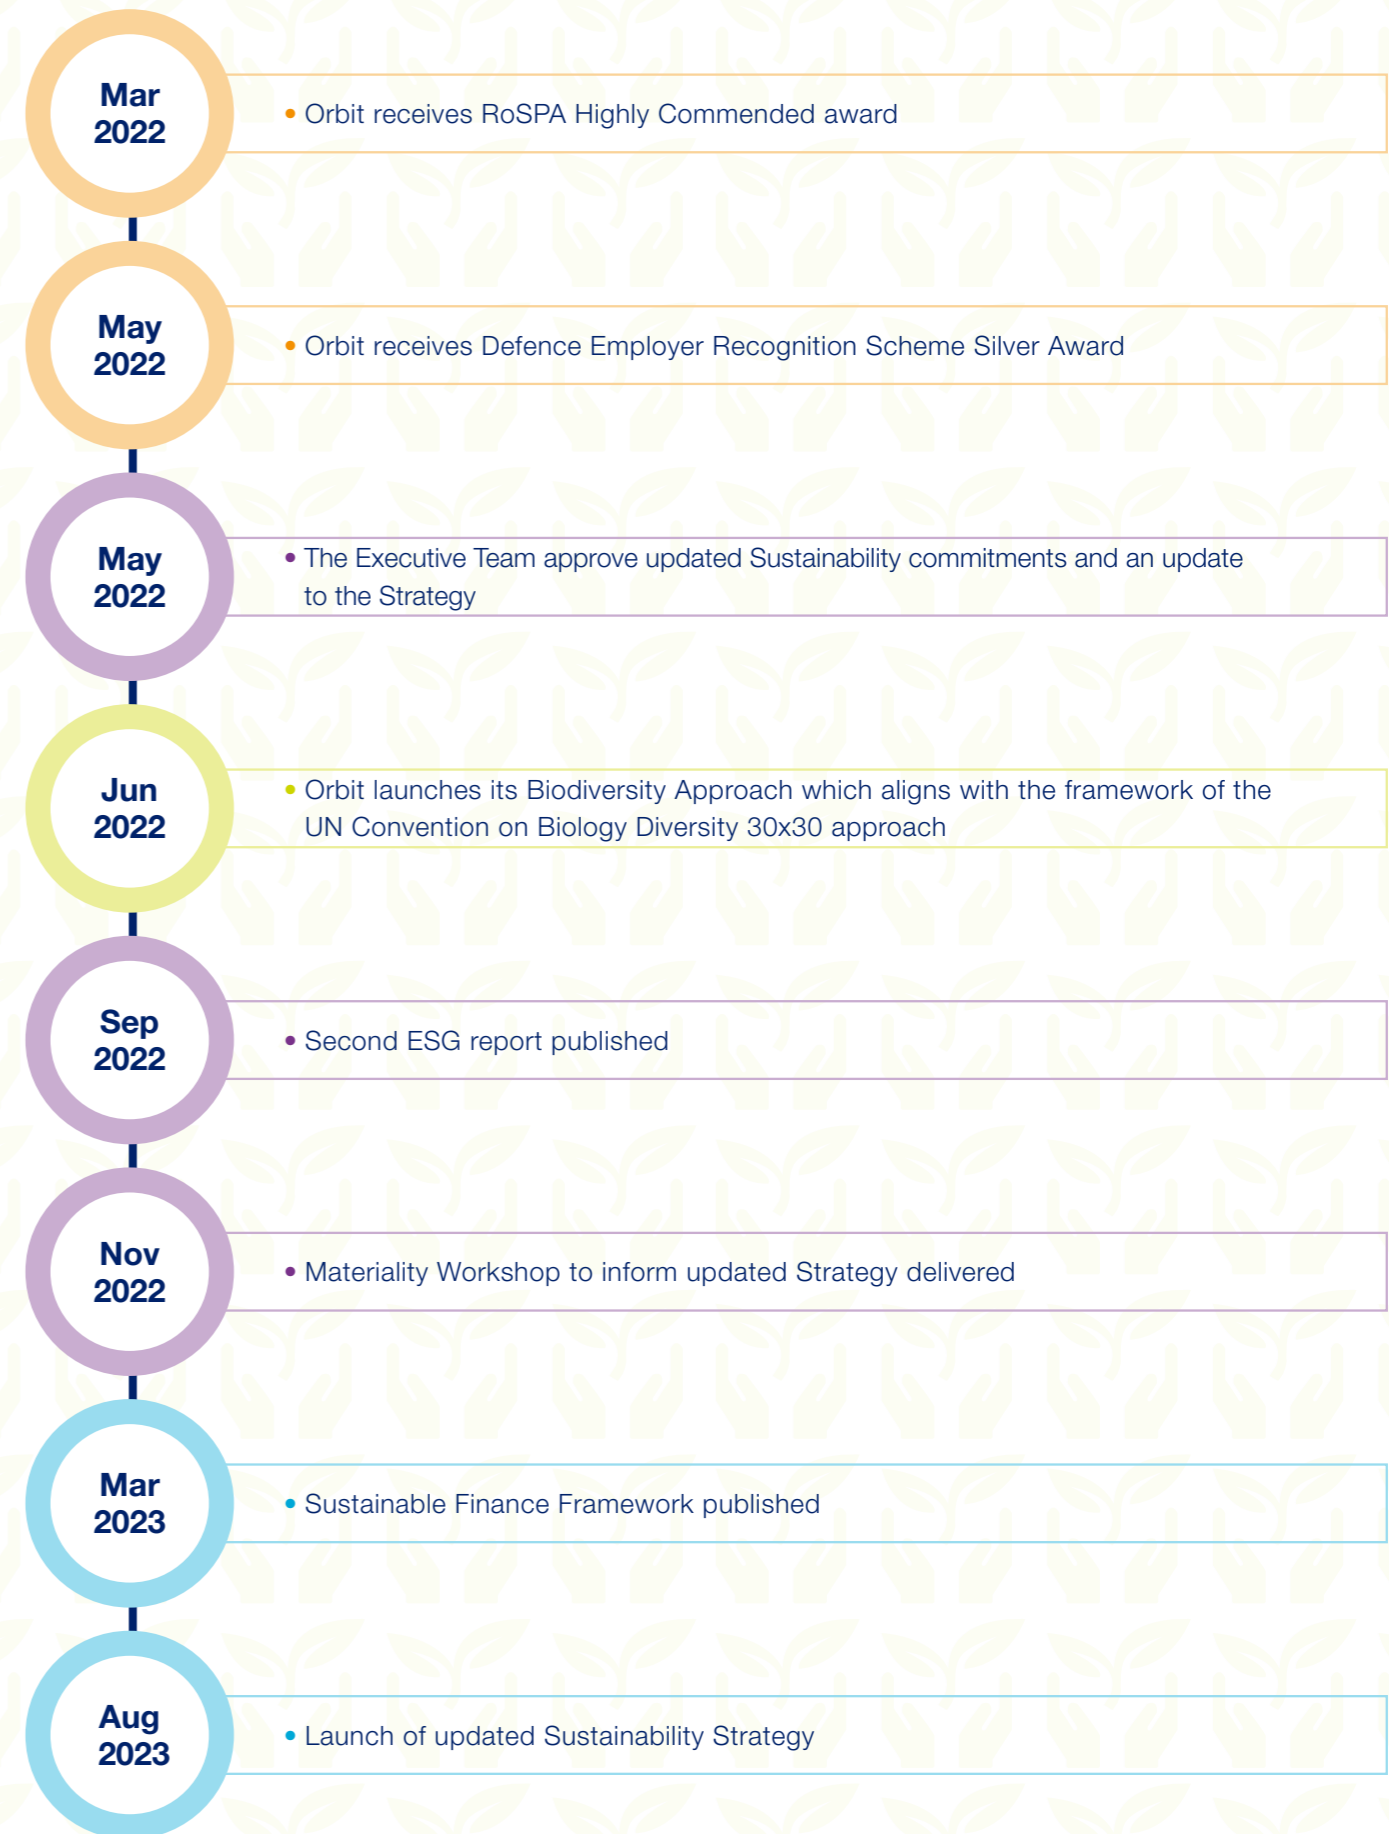 Mar
2022
• Orbit receives RoSPA Highly Commended award
May
2022
• Orbit receives Defence Employer Recognition Scheme Silver Award
May
2022
• The Executive Team approve updated Sustainability commitments and an update
to the Strategy
Jun
2022
• Orbit launches its Biodiversity Approach which aligns with the framework of the
UN Convention on Biology Diversity 30x30 approach
Sep
2022
• Second ESG report published
Nov
2022
• Materiality Workshop to inform updated Strategy delivered
Mar
2023
• Sustainable Finance Framework published
Aug
2023
• Launch of updated Sustainability Strategy